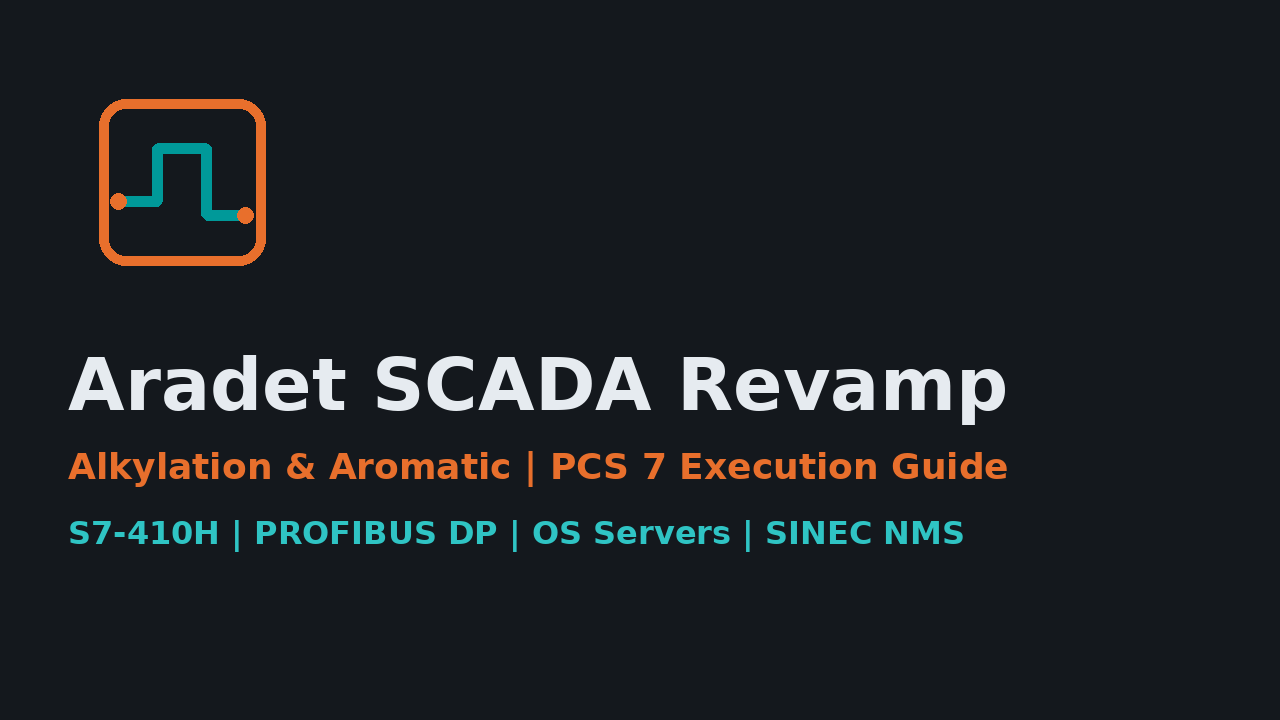 Aradet SCADA Revamp
Alkylation & Aromatic | PCS 7 Execution Guide
S7-410H | PROFIBUS DP | OS Servers | SINEC NMS